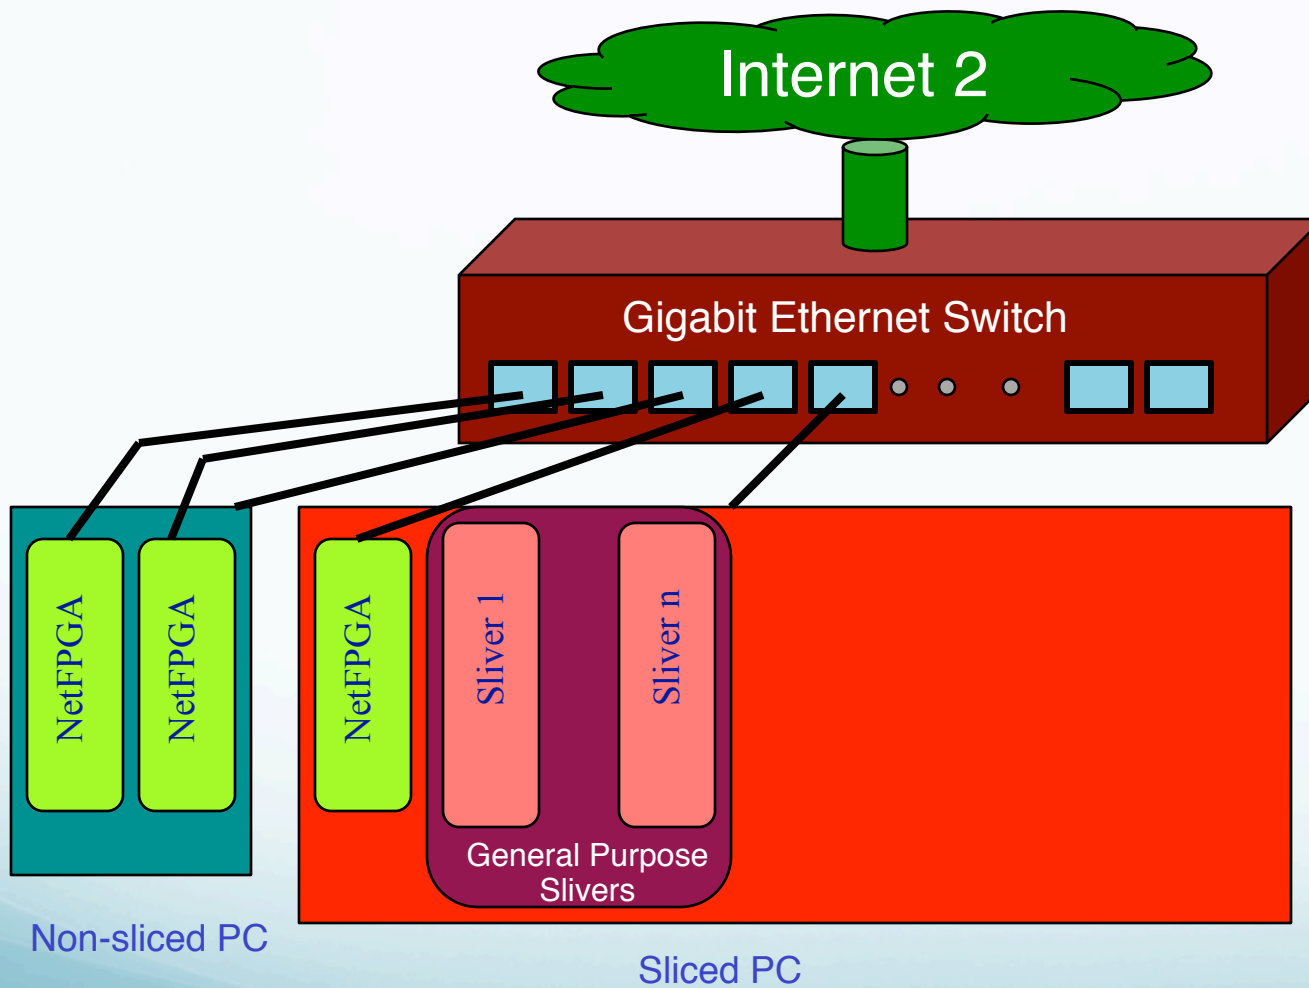 Internet 2
Gigabit Ethernet Switch
NetFPGA
NetFPGA
NetFPGA
Sliver 1
Sliver n
General Purpose
Slivers
Non-sliced PC
Sliced PC